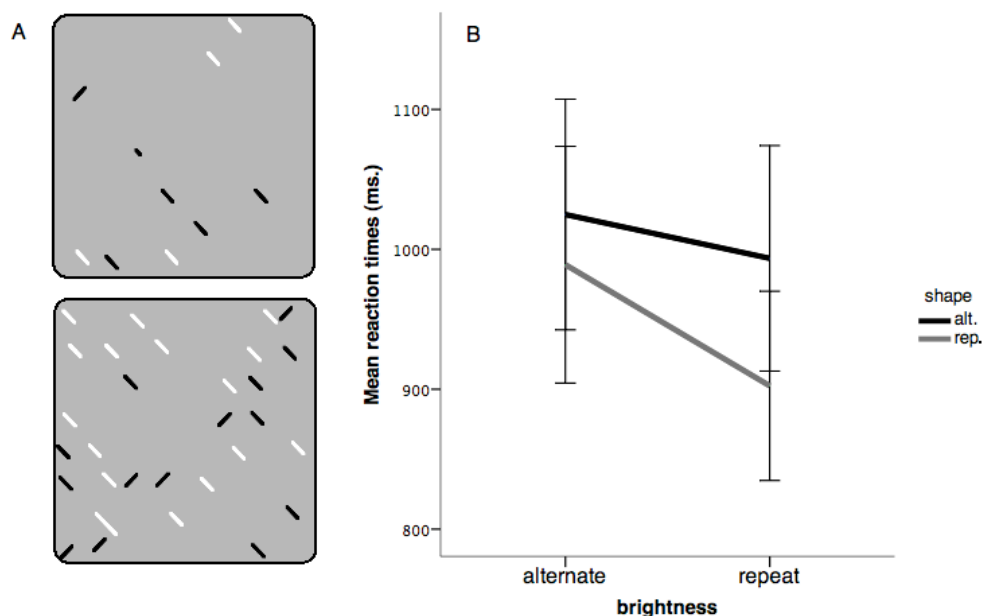 A
B
1100
1000
900
800
Mean reaction times (ms.)
alternate
repeat
brightness
shape
alt.
rep.